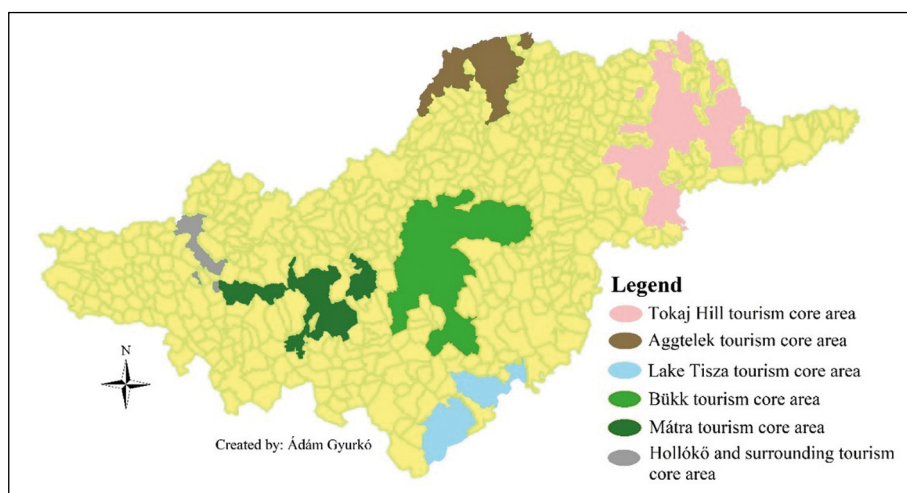 Legend
Tokaj Hill tourism core area
Aggtelek tourism core area
Lake Tisza tourism core area
Bükk tourism core area
Mátra tourism core area
Hollókő and surrounding tourism
core area
N
Created by: Ádám Gyurkó